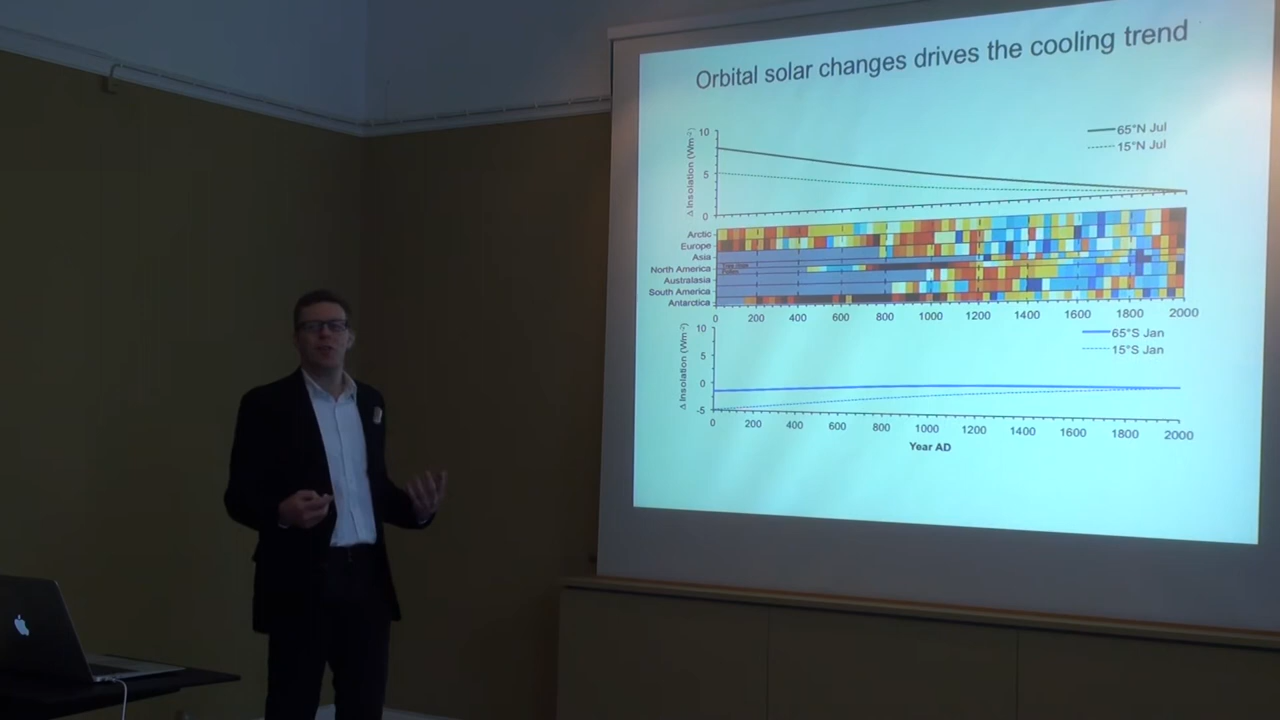 Orbital solar changes drives the cooling trend
10
5
0
Δ Insolation (Wm⁻²)
65°N Jul
15°N Jul
Arctic
Europe
Asia
North America
Australasia
South America
Antarctica
Tree rings
Pollen
0 200 400 600 800 1000 1200 1400 1600 1800 2000
10
5
0
-5
Δ Insolation (Wm⁻²)
65°S Jan
15°S Jan
0 200 400 600 800 1000 1200 1400 1600 1800 2000
Year AD